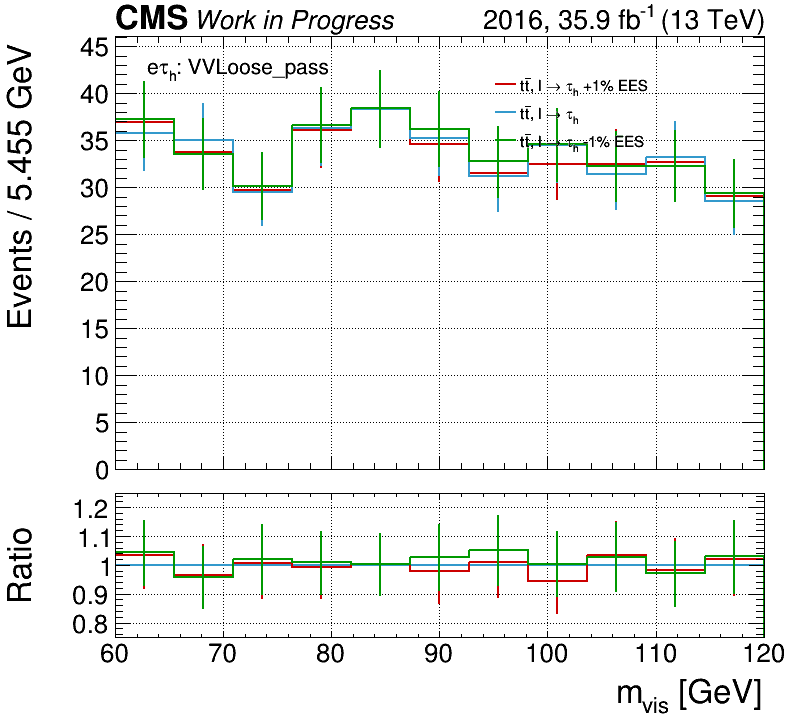 CMS Work in Progress 2016, 35.9 fb⁻¹ (13 TeV)
eτh: VVLoose_pass
tt̄, l → τh +1% EES
tt̄, l → τh
tt̄, l → τh -1% EES
Events / 5.455 GeV
45
40
35
30
25
20
15
10
5
0
Ratio
1.2
1.1
1
0.9
0.8
60 70 80 90 100 110 120
mvis [GeV]